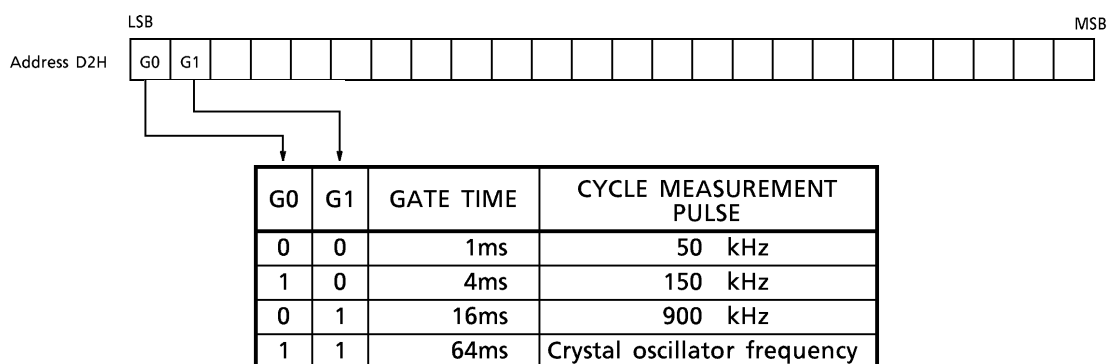 LSB MSB
Address D2H G0 G1
G0 G1 GATE TIME CYCLE MEASUREMENT PULSE
0 0 1ms 50 kHz
1 0 4ms 150 kHz
0 1 16ms 900 kHz
1 1 64ms Crystal oscillator frequency